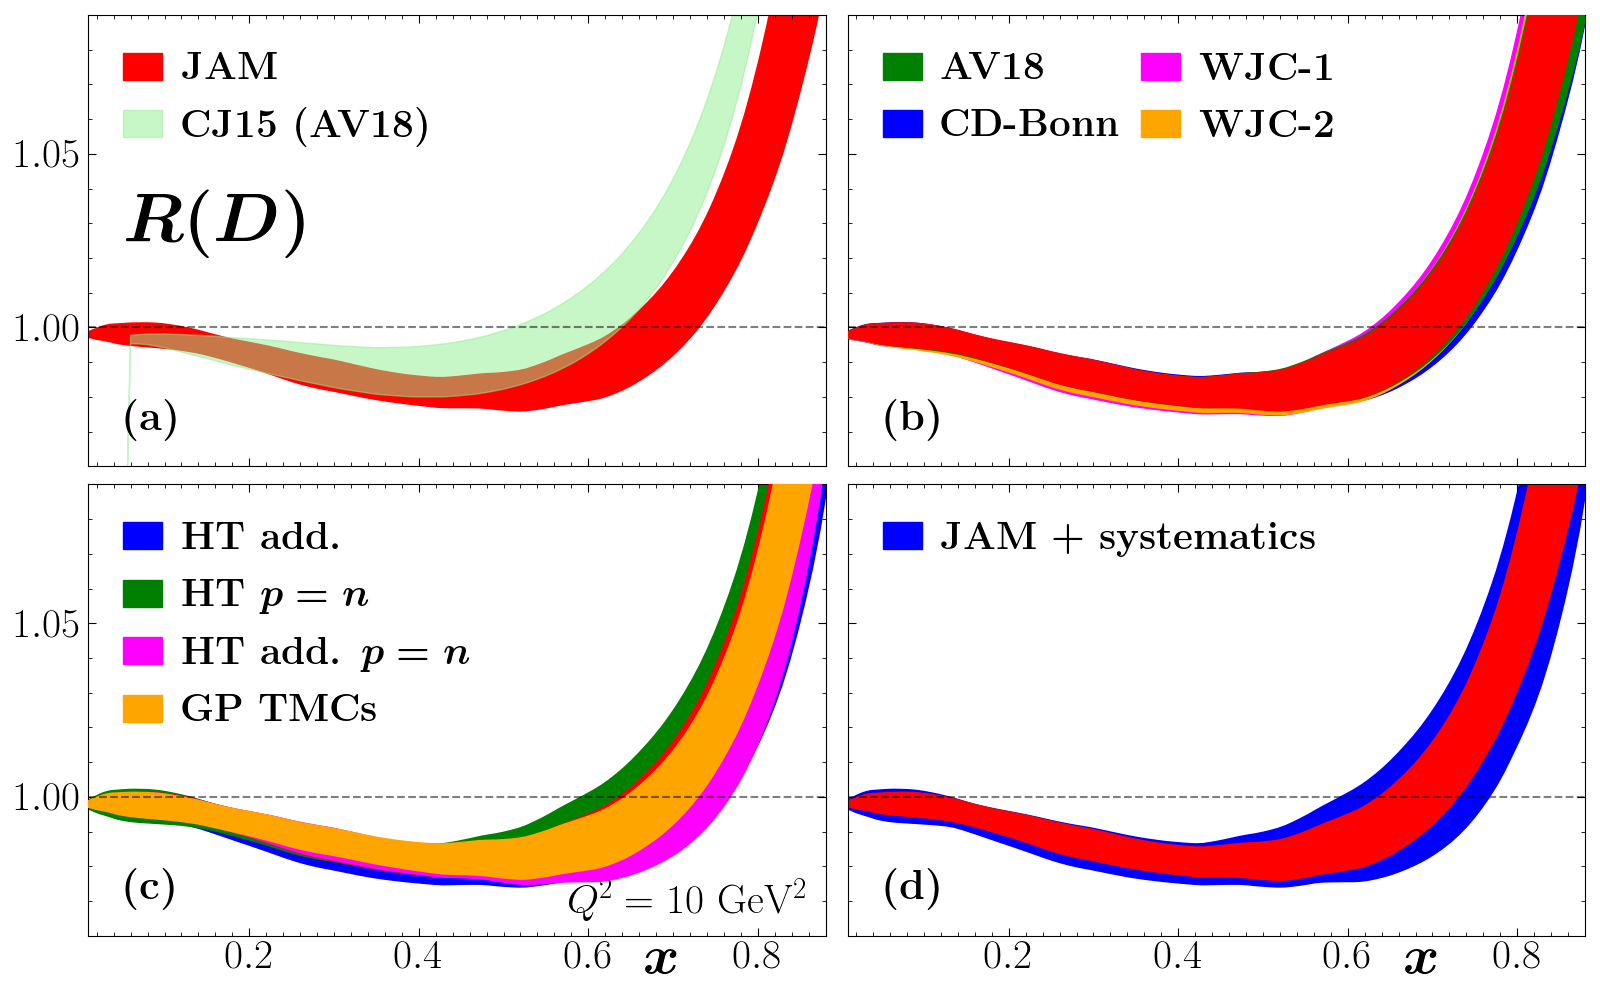 JAM
CJ15 (AV18)
R(D)
1.05
1.00
(a)
AV18 WJC-1
CD-Bonn WJC-2
(b)
HT add.
HT p = n
HT add. p = n
GP TMCs
1.05
1.00
(c)
Q² = 10 GeV²
0.2 0.4 0.6 x 0.8
JAM + systematics
(d)
0.2 0.4 0.6 x 0.8